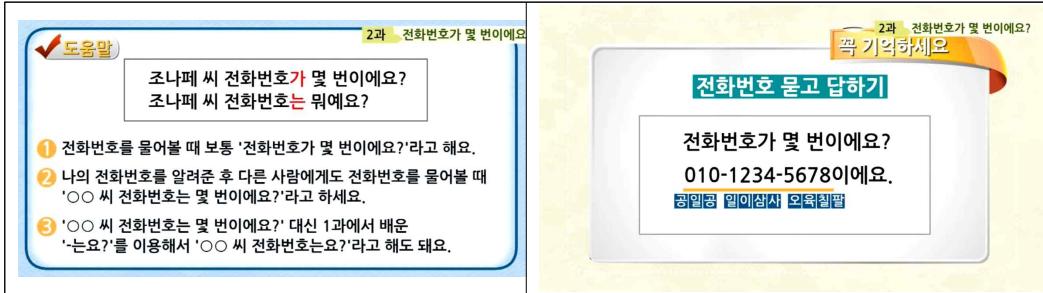 2과 전화번호가 몇 번이에요
도움말
조나페 씨 전화번호가 몇 번이에요?
조나페 씨 전화번호는 뭐예요?
1 전화번호를 물어볼 때 보통 '전화번호가 몇 번이에요?'라고 해요.
2 나의 전화번호를 알려준 후 다른 사람에게도 전화번호를 물어볼 때
'○○ 씨 전화번호는 몇 번이에요?'라고 하세요.
3 '○○ 씨 전화번호는 몇 번이에요?' 대신 1과에서 배운
'-는요?'를 이용해서 '○○ 씨 전화번호는요?'라고 해도 돼요.
2과 전화번호가 몇 번이에요?
꼭 기억하세요
전화번호 묻고 답하기
전화번호가 몇 번이에요?
010-1234-5678이에요.
공일공 일이삼사 오육칠팔